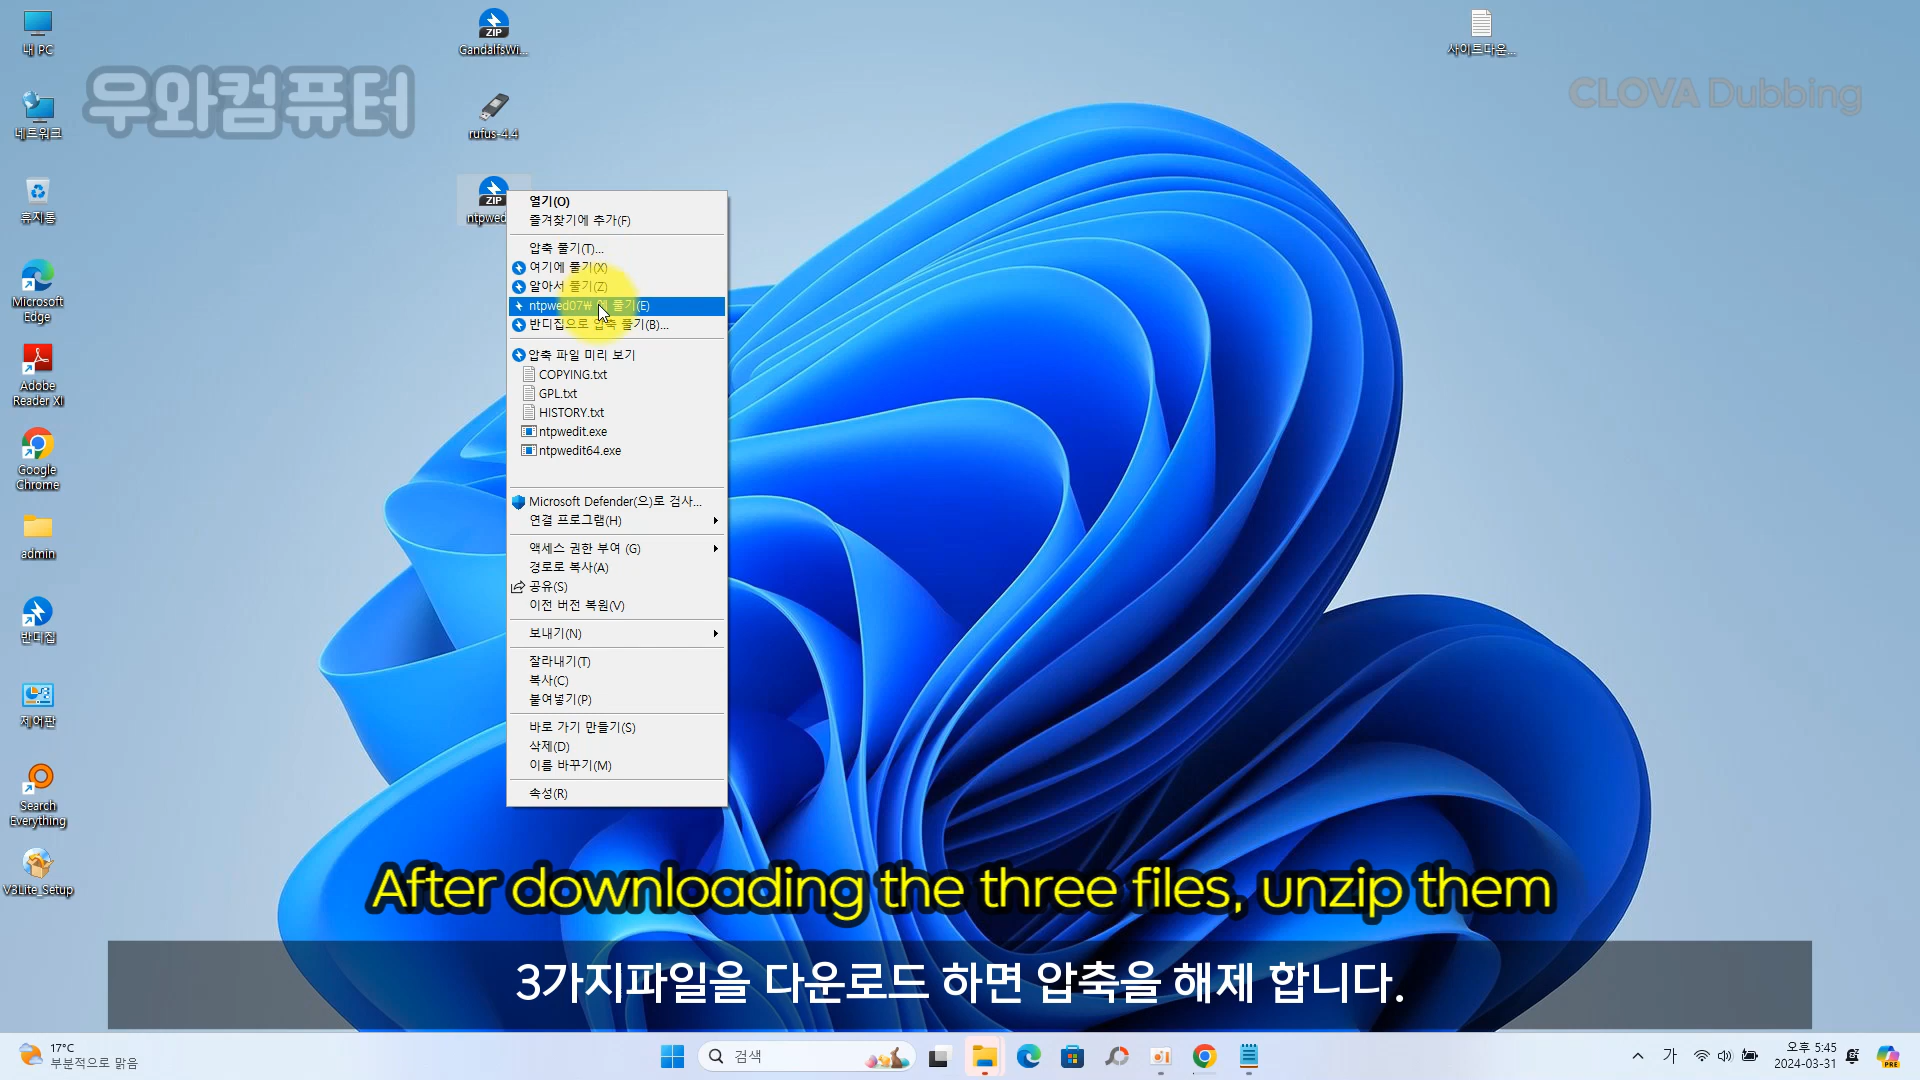 내 PC
네트워크
휴지통
Microsoft
Edge
Adobe
Reader XI
Google
Chrome
admin
반디집
제어판
Search
Everything
V3Lite_Setup
우와컴퓨터
ZIP
GandalfsWi...
rufus-4.4
ZIP
ntpwed
사이트다운...
CLOVA Dubbing
열기(O)
즐겨찾기에 추가(F)
압축 풀기(T)...
여기에 풀기(X)
알아서 풀기(Z)
ntpwed07₩ 에 풀기(E)
반디집으로 압축 풀기(B)...
압축 파일 미리 보기
COPYING.txt
GPL.txt
HISTORY.txt
ntpwedit.exe
ntpwedit64.exe
Microsoft Defender(으)로 검사...
연결 프로그램(H)
액세스 권한 부여 (G)
경로로 복사(A)
공유(S)
이전 버전 복원(V)
보내기(N)
잘라내기(T)
복사(C)
붙여넣기(P)
바로 가기 만들기(S)
삭제(D)
이름 바꾸기(M)
속성(R)
After downloading the three files, unzip them
3가지파일을 다운로드 하면 압축을 해제 합니다.
17°C
부분적으로 맑음
검색
가
오후 5:45
2024-03-31
PRE